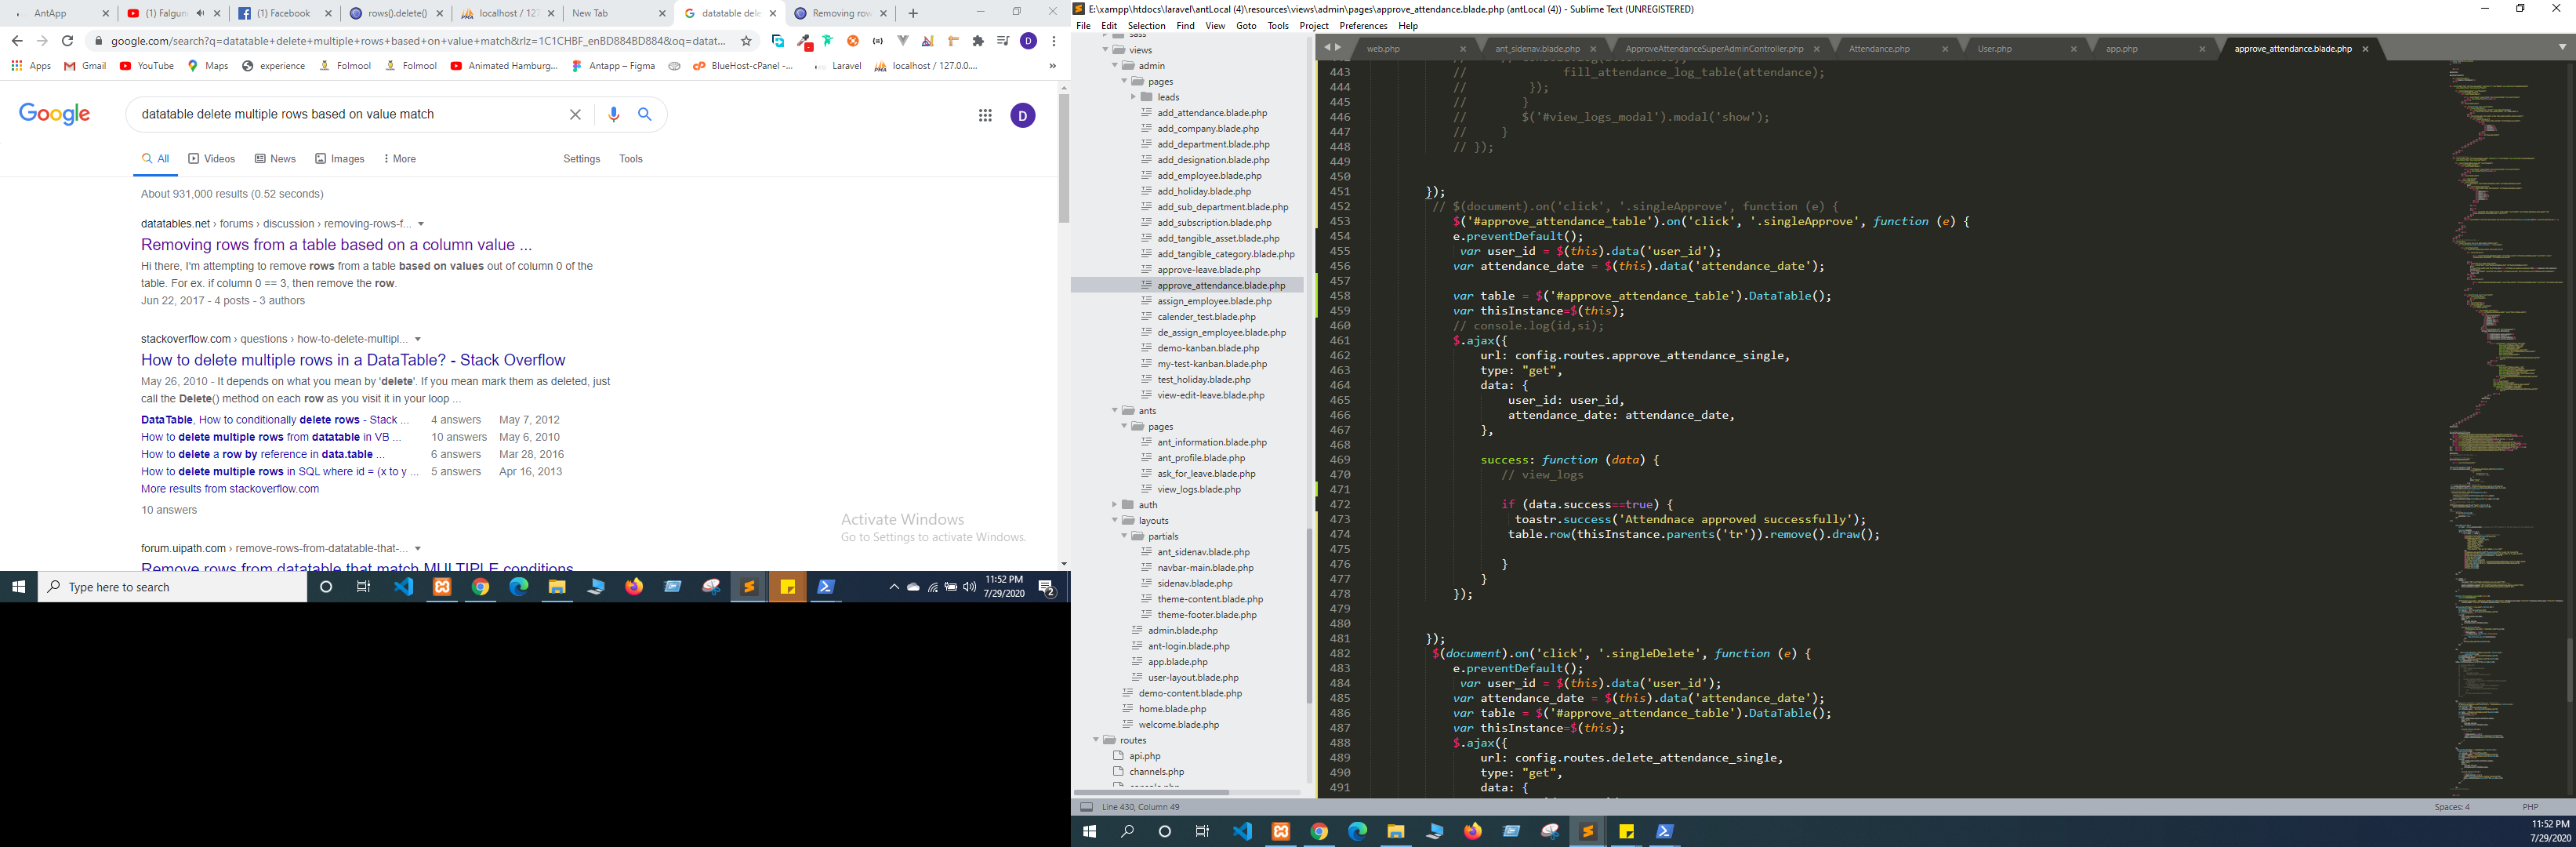 AntApp
(1) Falgun
(1) Facebook
rows().delete()
localhost / 127
New Tab
datatable dele
Removing row
google.com/search?q=datatable+delete+multiple+rows+based+on+value+match&rlz=1C1CHBF_enBD884BD884&oq=datat...
Apps
Gmail
YouTube
Maps
experience
Folmool
Folmool
Animated Hamburg...
Antapp – Figma
BlueHost-cPanel -...
Laravel
localhost / 127.0.0....
Google
datatable delete multiple rows based on value match
D
All
Videos
News
Images
More
Settings
Tools
About 931,000 results (0.52 seconds)
datatables.net › forums › discussion › removing-rows-f...
Removing rows from a table based on a column value ...
Hi there, I'm attempting to remove rows from a table based on values out of column 0 of the
table. For ex. if column 0 == 3, then remove the row.
Jun 22, 2017 - 4 posts - 3 authors
stackoverflow.com › questions › how-to-delete-multipl...
How to delete multiple rows in a DataTable? - Stack Overflow
May 26, 2010 - It depends on what you mean by 'delete'. If you mean mark them as deleted, just
call the Delete() method on each row as you visit it in your loop ...
DataTable, How to conditionally delete rows - Stack ... 4 answers May 7, 2012
How to delete multiple rows from datatable in VB ... 10 answers May 6, 2010
How to delete a row by reference in data.table ... 6 answers Mar 28, 2016
How to delete multiple rows in SQL where id = (x to y ... 5 answers Apr 16, 2013
More results from stackoverflow.com
10 answers
forum.uipath.com › remove-rows-from-datatable-that-...
Remove rows from datatable that match MULTIPLE conditions
Activate Windows
Go to Settings to activate Windows.
Type here to search
11:52 PM
7/29/2020
2
E:\xampp\htdocs\laravel\antLocal (4)\resources\views\admin\pages\approve_attendance.blade.php (antLocal (4)) - Sublime Text (UNREGISTERED)
File Edit Selection Find View Goto Tools Project Preferences Help
sass
views
admin
pages
leads
add_attendance.blade.php
add_company.blade.php
add_department.blade.php
add_designation.blade.php
add_employee.blade.php
add_holiday.blade.php
add_sub_department.blade.php
add_subscription.blade.php
add_tangible_asset.blade.php
add_tangible_category.blade.php
approve-leave.blade.php
approve_attendance.blade.php
assign_employee.blade.php
calender_test.blade.php
de_assign_employee.blade.php
demo-kanban.blade.php
my-test-kanban.blade.php
test_holiday.blade.php
view-edit-leave.blade.php
ants
pages
ant_information.blade.php
ant_profile.blade.php
ask_for_leave.blade.php
view_logs.blade.php
auth
layouts
partials
ant_sidenav.blade.php
navbar-main.blade.php
sidenav.blade.php
theme-content.blade.php
theme-footer.blade.php
admin.blade.php
ant-login.blade.php
app.blade.php
user-layout.blade.php
demo-content.blade.php
home.blade.php
welcome.blade.php
routes
api.php
channels.php
console.php
web.php
ant_sidenav.blade.php
ApproveAttendanceSuperAdminController.php
Attendance.php
User.php
app.php
approve_attendance.blade.php
443 // fill_attendance_log_table(attendance);
444 // });
445 // }
446 // $('#view_logs_modal').modal('show');
447 // }
448 // });
449
450
451 });
452 // $(document).on('click', '.singleApprove', function (e) {
453 $('#approve_attendance_table').on('click', '.singleApprove', function (e) {
454 e.preventDefault();
455 var user_id = $(this).data('user_id');
456 var attendance_date = $(this).data('attendance_date');
457
458 var table = $('#approve_attendance_table').DataTable();
459 var thisInstance=$(this);
460 // console.log(id,si);
461 $.ajax({
462 url: config.routes.approve_attendance_single,
463 type: "get",
464 data: {
465 user_id: user_id,
466 attendance_date: attendance_date,
467 },
468
469 success: function (data) {
470 // view_logs
471
472 if (data.success==true) {
473 toastr.success('Attendnace approved successfully');
474 table.row(thisInstance.parents('tr')).remove().draw();
475
476 }
477 }
478 });
479
480
481 });
482 $(document).on('click', '.singleDelete', function (e) {
483 e.preventDefault();
484 var user_id = $(this).data('user_id');
485 var attendance_date = $(this).data('attendance_date');
486 var table = $('#approve_attendance_table').DataTable();
487 var thisInstance=$(this);
488 $.ajax({
489 url: config.routes.delete_attendance_single,
490 type: "get",
491 data: {
Line 430, Column 49
Spaces: 4
PHP
11:52 PM
7/29/2020